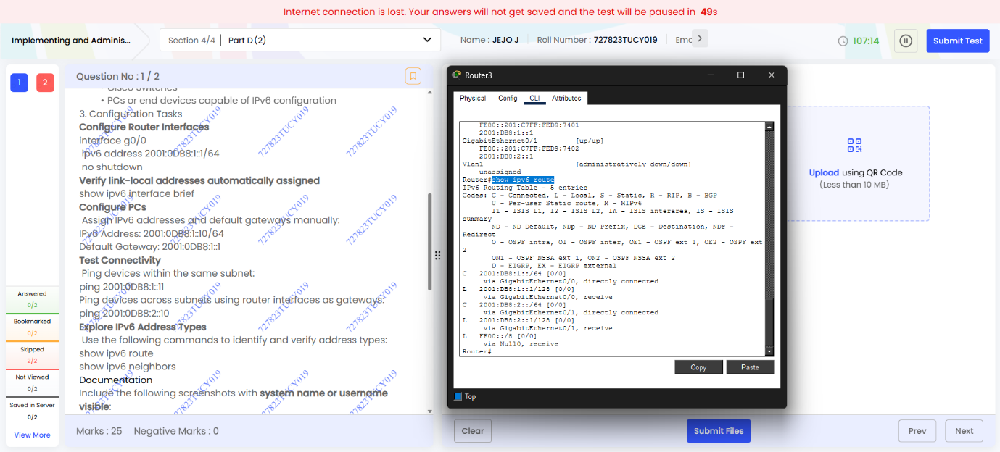 Internet connection is lost. Your answers will not get saved and the test will be paused in 49s
Implementing and Adminis...
Section 4/4 Part D (2)
Name : JEJO J
Roll Number : 727823TUCY019
Ema
107:14
Submit Test
1
2
Answered
0/2
Bookmarked
0/2
Skipped
2/2
Not Viewed
0/2
Saved in Server
0/2
View More
Question No : 1 / 2
Cisco Switches
• PCs or end devices capable of IPv6 configuration
3. Configuration Tasks
Configure Router Interfaces
interface g0/0
ipv6 address 2001:0DB8:1::1/64
no shutdown
Verify link-local addresses automatically assigned
show ipv6 interface brief
Configure PCs
Assign IPv6 addresses and default gateways manually:
IPv6 Address: 2001:0DB8:1::10/64
Default Gateway: 2001:0DB8:1::1
Test Connectivity
Ping devices within the same subnet:
ping 2001:0DB8:1::11
Ping devices across subnets using router interfaces as gateways:
ping 2001:0DB8:2::10
Explore IPv6 Address Types
Use the following commands to identify and verify address types:
show ipv6 route
show ipv6 neighbors
Documentation
Include the following screenshots with system name or username
visible:
727823TUCY019 727823TUCY019 727823TUCY019 727823TUCY019
727823TUCY019 727823TUCY019 727823TUCY019 727823TUCY019
727823TUCY019 727823TUCY019 727823TUCY019 727823TUCY019
727823TUCY019 727823TUCY019 727823TUCY019 727823TUCY019
Marks : 25 Negative Marks : 0
Router3
Physical Config CLI Attributes
FE80::201:C7FF:FED9:7401
2001:DB8:1::1
GigabitEthernet0/1 [up/up]
FE80::201:C7FF:FED9:7402
2001:DB8:2::1
Vlan1 [administratively down/down]
unassigned
Router#show ipv6 route
IPv6 Routing Table - 5 entries
Codes: C - Connected, L - Local, S - Static, R - RIP, B - BGP
U - Per-user Static route, M - MIPv6
I1 - ISIS L1, I2 - ISIS L2, IA - ISIS interarea, IS - ISIS
summary
ND - ND Default, NDp - ND Prefix, DCE - Destination, NDr -
Redirect
O - OSPF intra, OI - OSPF inter, OE1 - OSPF ext 1, OE2 - OSPF ext
2
ON1 - OSPF NSSA ext 1, ON2 - OSPF NSSA ext 2
D - EIGRP, EX - EIGRP external
C 2001:DB8:1::/64 [0/0]
via GigabitEthernet0/0, directly connected
L 2001:DB8:1::1/128 [0/0]
via GigabitEthernet0/0, receive
C 2001:DB8:2::/64 [0/0]
via GigabitEthernet0/1, directly connected
L 2001:DB8:2::1/128 [0/0]
via GigabitEthernet0/1, receive
L FF00::/8 [0/0]
via Null0, receive
Router#
Copy
Paste
Top
Upload using QR Code
(Less than 10 MB)
Clear
Submit Files
Prev
Next